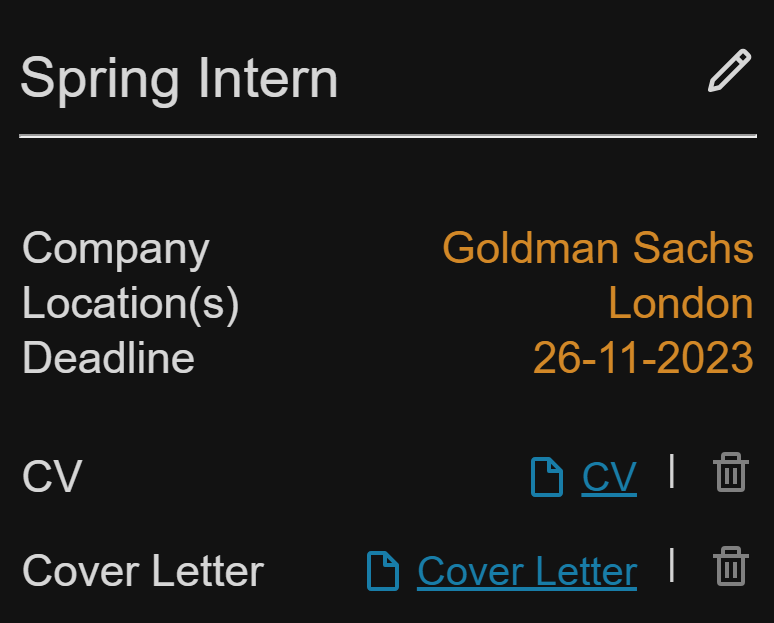 Spring Intern
Company Goldman Sachs
Location(s) London
Deadline 26-11-2023
CV CV |
Cover Letter Cover Letter |